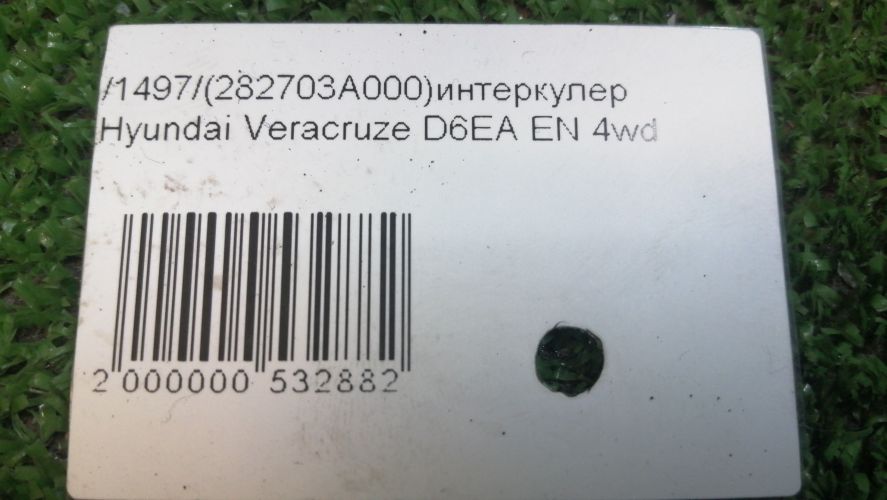 /1497/(282703A000)интеркулер
Hyundai Veracruze D6EA EN 4wd
2 000000 532882